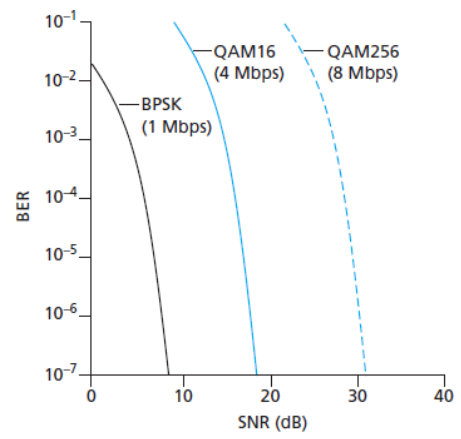 10⁻¹
QAM16
(4 Mbps)
QAM256
(8 Mbps)
10⁻²
BPSK
(1 Mbps)
10⁻³
10⁻⁴
BER
10⁻⁵
10⁻⁶
10⁻⁷
0 10 20 30 40
SNR (dB)